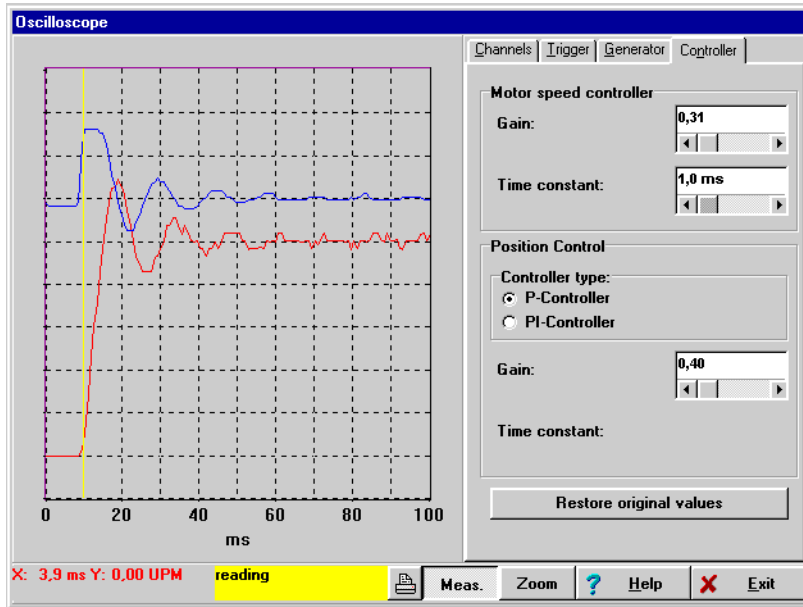 Oscilloscope
Channels Trigger Generator Controller
Motor speed controller
Gain:
0,31
Time constant:
1,0 ms
Position Control
Controller type:
P-Controller
PI-Controller
Gain:
0,40
Time constant:
Restore original values
0 20 40 60 80 100
ms
X: 3,9 ms Y: 0,00 UPM
reading
Meas. Zoom ? Help Exit